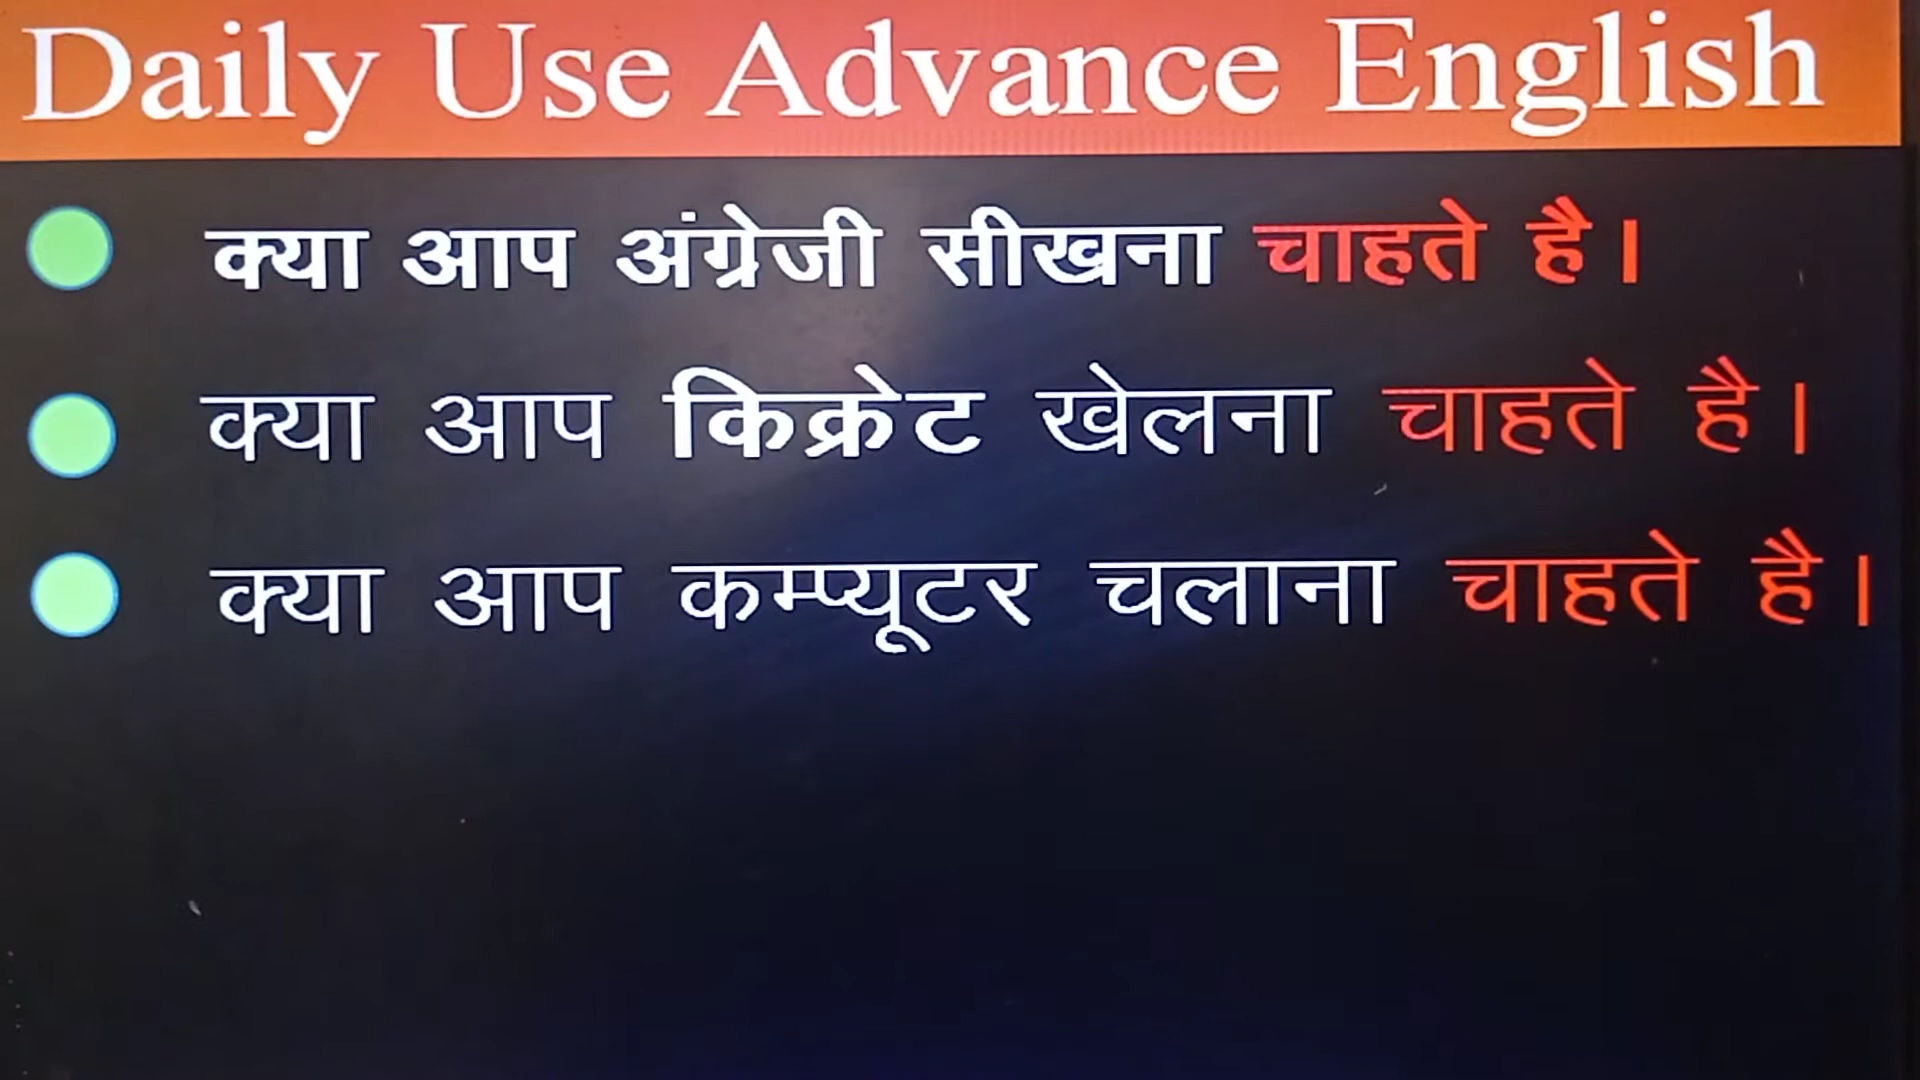 Daily Use Advance English
क्या आप अंग्रेजी सीखना चाहते है।
क्या आप क्रिकेट खेलना चाहते है।
क्या आप कम्प्यूटर चलाना चाहते है।